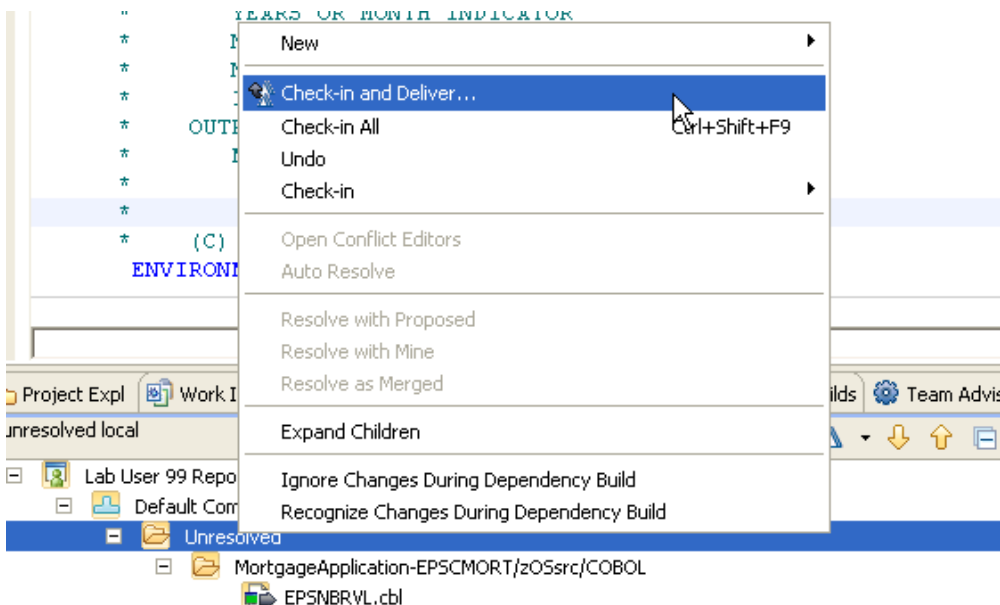 * YEARS OR MONTH INDICATOR
*
New
*
*
Check-in and Deliver...
*
Check-in All Ctrl+Shift+F9
*
Undo
*
Check-in
*
* (C)
Open Conflict Editors
Auto Resolve
Resolve with Proposed
Resolve with Mine
Resolve as Merged
Project Expl Work I Team Advis
unresolved local
Expand Children
Lab User 99 Repo
Ignore Changes During Dependency Build
Default Com
Recognize Changes During Dependency Build
Unresolved
MortgageApplication-EPSCMORT/zOSsrc/COBOL
EPSNBRVL.cbl